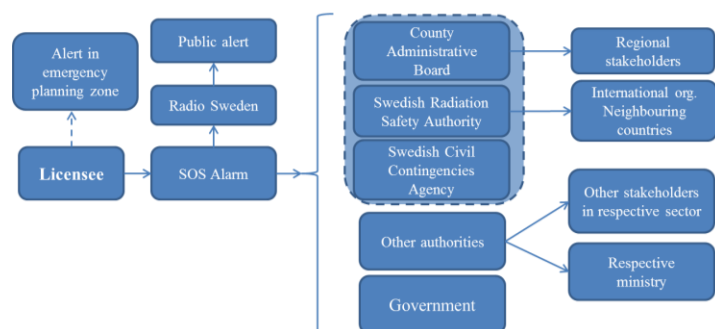 Alert in
emergency
planning zone
Public alert
Radio Sweden
Licensee
SOS Alarm
County
Administrative
Board
Swedish Radiation
Safety Authority
Swedish Civil
Contingencies
Agency
Other authorities
Government
Regional
stakeholders
International org.
Neighbouring
countries
Other stakeholders
in respective sector
Respective
ministry